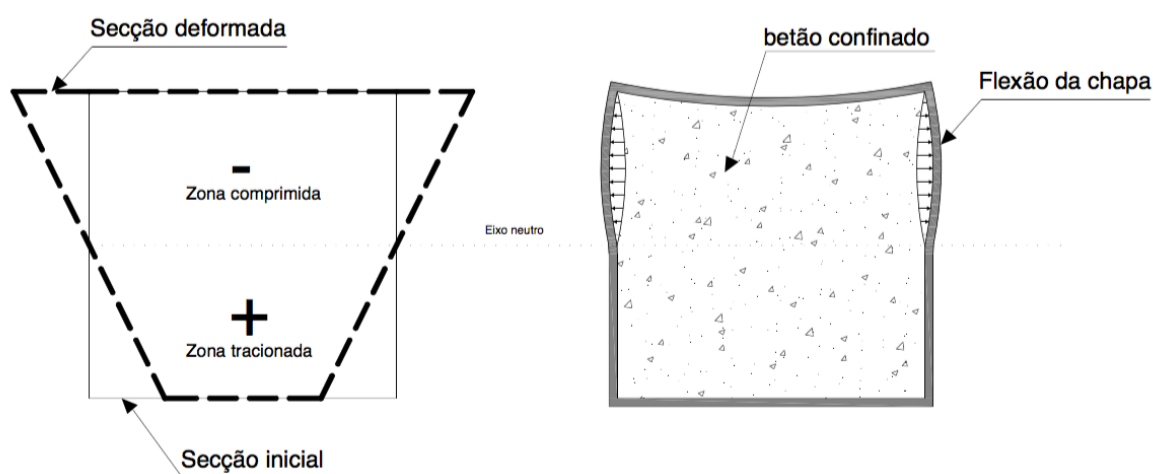 Secção deformada
betão confinado
Flexão da chapa
-
Zona comprimida
Eixo neutro
+
Zona tracionada
Secção inicial